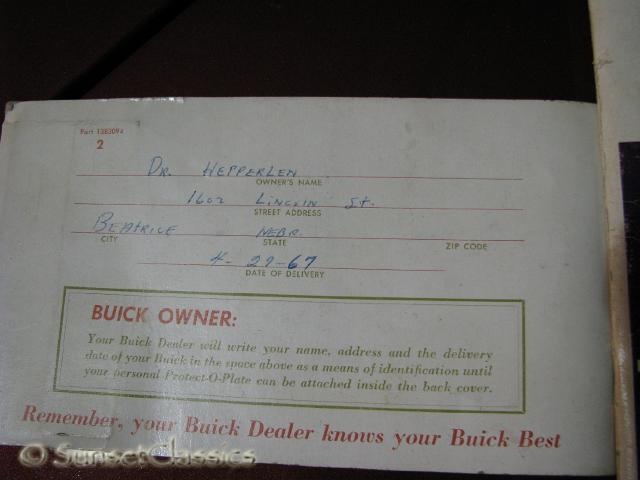 Part 1383094
2
Dr. Hepperlen
OWNER'S NAME
1602 Lincoln St.
STREET ADDRESS
Beatrice Nebr.
CITY STATE ZIP CODE
4-29-67
DATE OF DELIVERY
BUICK OWNER:
Your Buick Dealer will write your name, address and the delivery
date of your Buick in the space above as a means of identification until
your personal Protect-O-Plate can be attached inside the back cover.
Remember, your Buick Dealer knows your Buick Best
© SunsetClassics